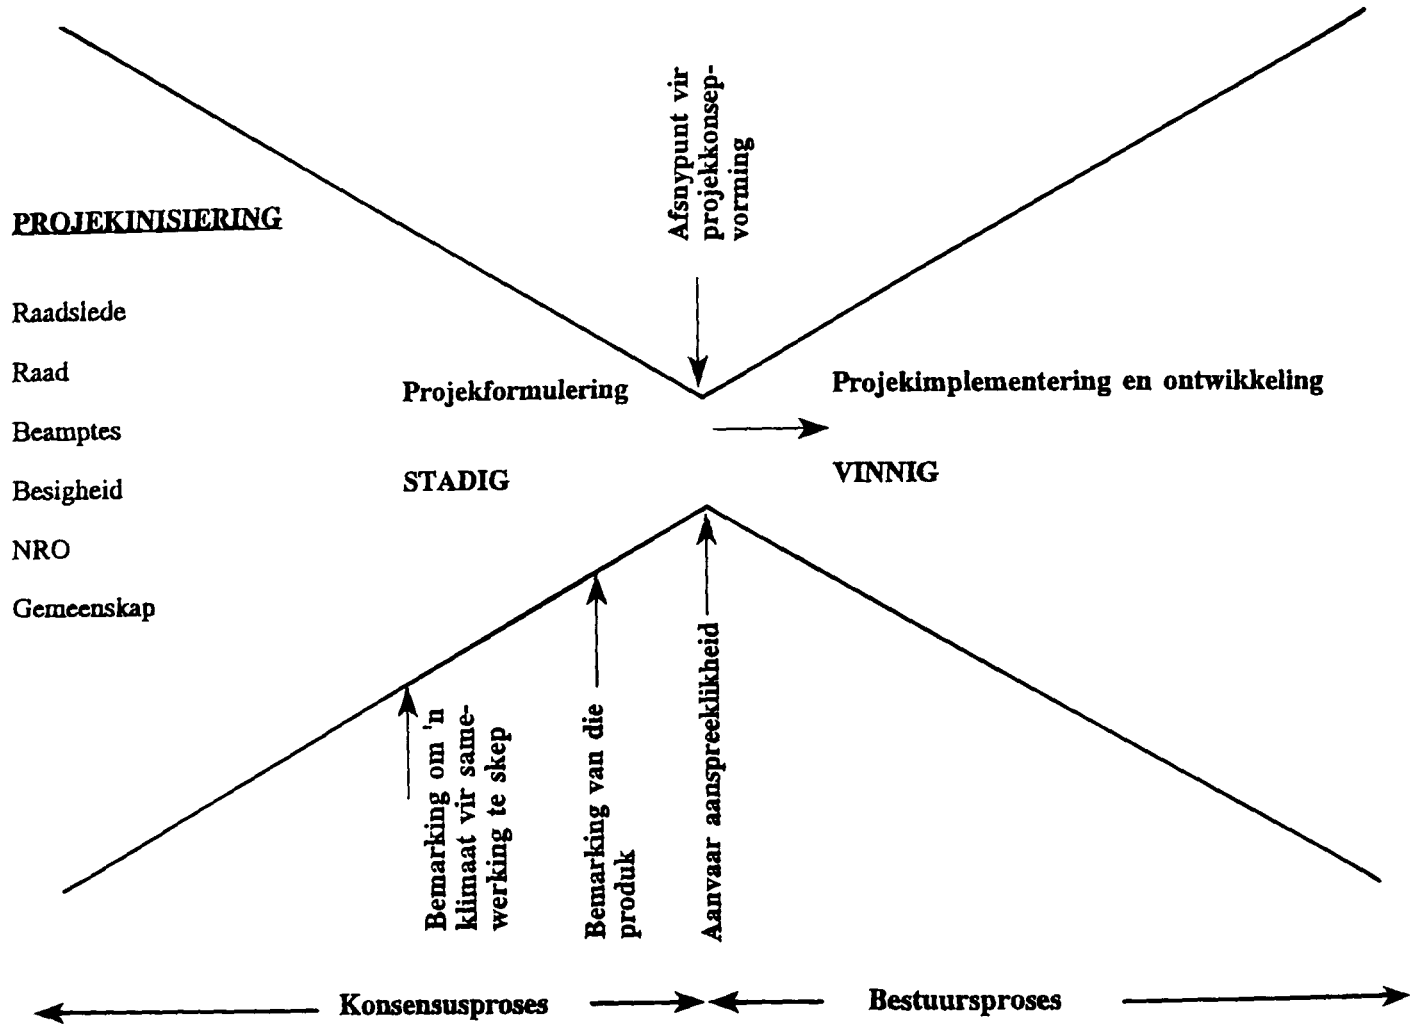 Afsnypunt vir
projekkonsep-
vorming
PROJEKINISIERING
Raadslede
Raad
Beamptes
Besigheid
NRO
Gemeenskap
Projekformulering
STADIG
Projekimplementering en ontwikkeling
VINNIG
Bemarking om 'n
klimaat vir same-
werking te skep
Bemarking van die
produk
Aanvaar aanspreeklikheid
Konsensusproses
Bestuursproses